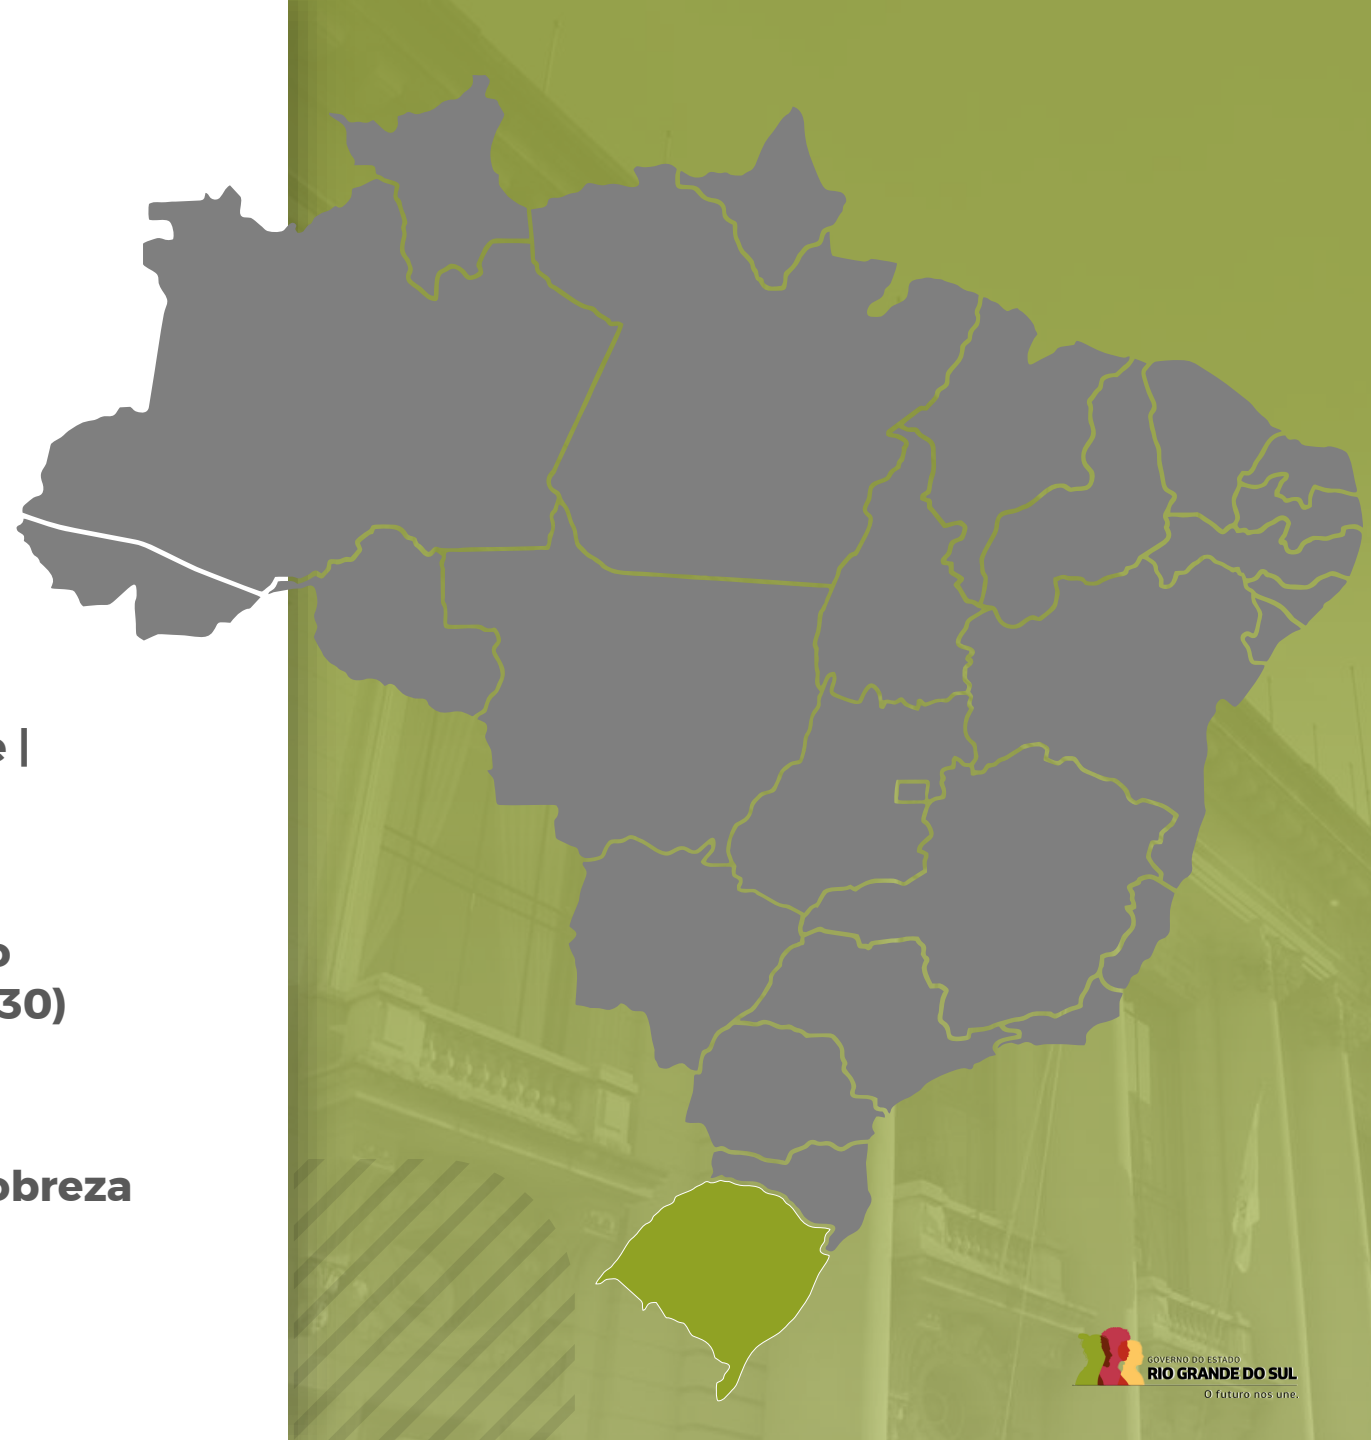 e |
o
30)
obreza
GOVERNO DO ESTADO
RIO GRANDE DO SUL
O futuro nos une.